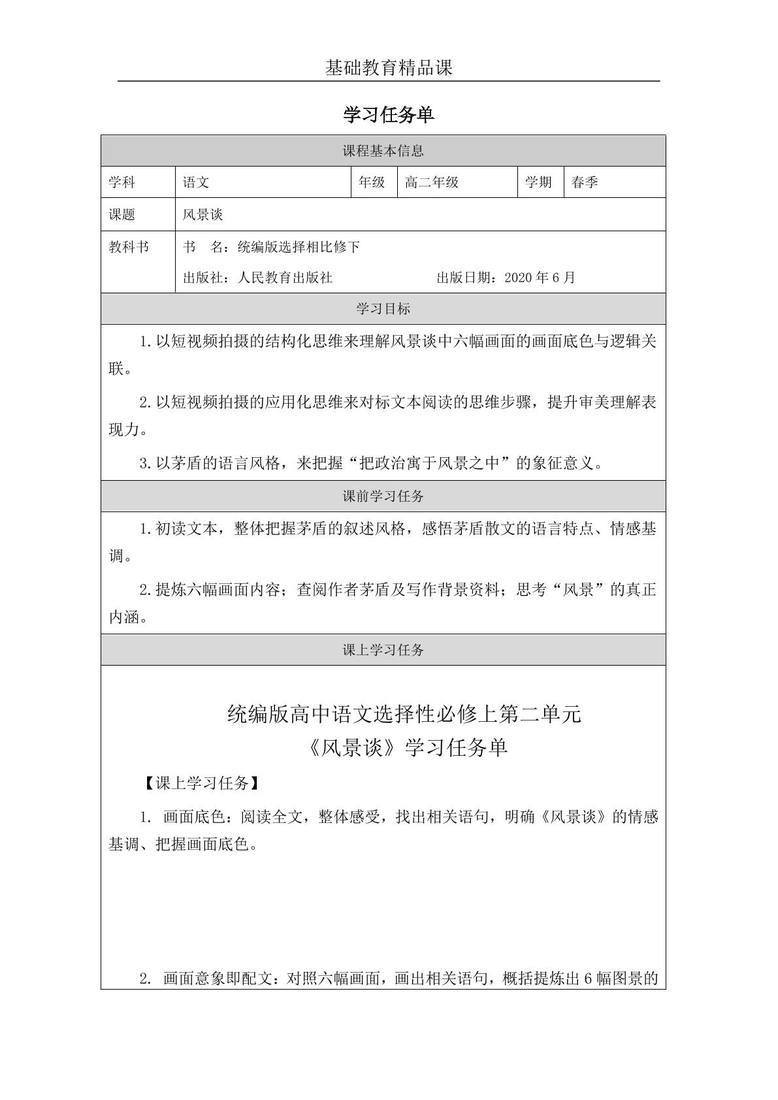 基础教育精品课
学习任务单
课程基本信息
学科 语文 年级 高二年级 学期 春季
课题 风景谈
教科书 书 名：统编版选择相比修下
出版社：人民教育出版社 出版日期：2020 年 6 月
学习目标
1.以短视频拍摄的结构化思维来理解风景谈中六幅画面的画面底色与逻辑关
联。
2.以短视频拍摄的应用化思维来对标文本阅读的思维步骤，提升审美理解表
现力。
3.以茅盾的语言风格，来把握“把政治寓于风景之中”的象征意义。
课前学习任务
1.初读文本，整体把握茅盾的叙述风格，感悟茅盾散文的语言特点、情感基
调。
2.提炼六幅画面内容；查阅作者茅盾及写作背景资料；思考“风景”的真正
内涵。
课上学习任务
统编版高中语文选择性必修上第二单元
《风景谈》学习任务单
【课上学习任务】
1. 画面底色：阅读全文，整体感受，找出相关语句，明确《风景谈》的情感
基调、把握画面底色。
2. 画面意象即配文：对照六幅画面，画出相关语句，概括提炼出 6 幅图景的